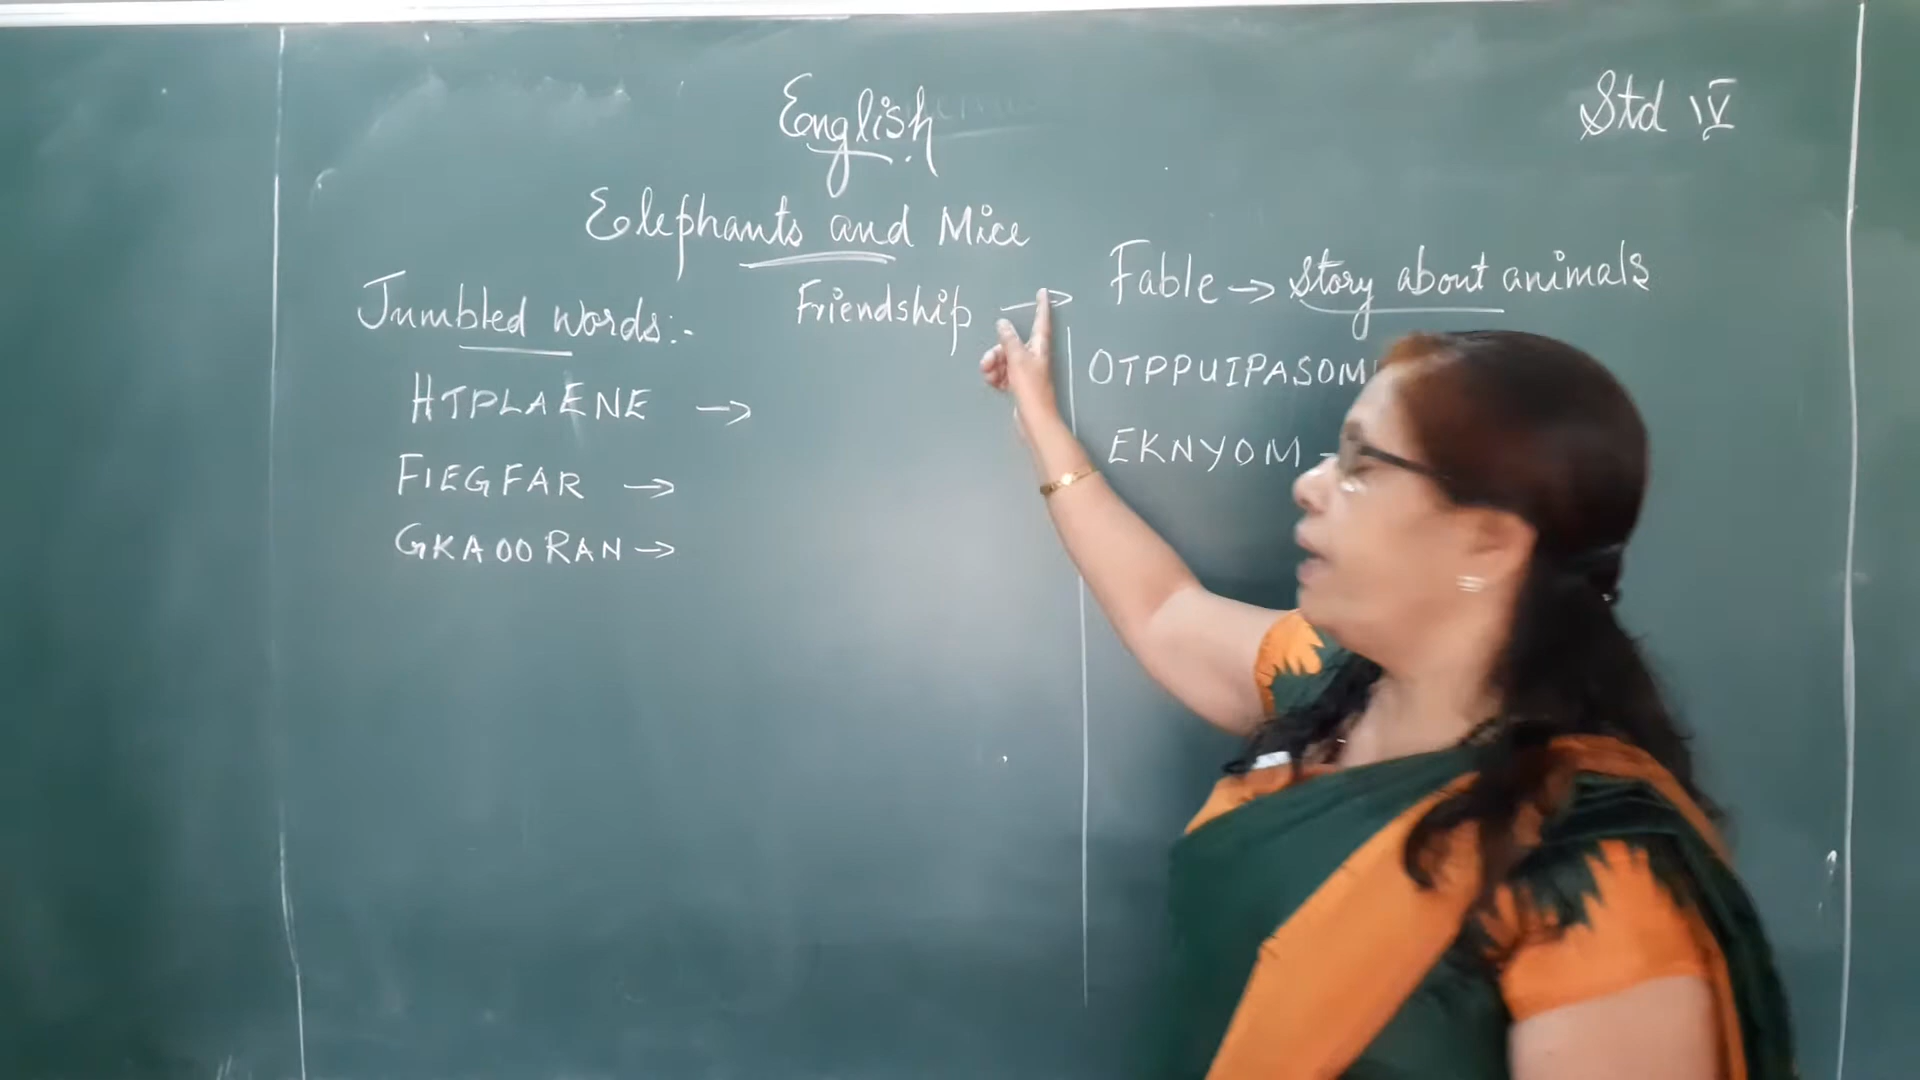 English
Std IV
Elephants and Mice
Friendship → Fable → Story about animals
Jumbled Words:-
HTPLAENE →
FIEGFAR →
GKAOORAN →
OTPPUIPASOM
EKNYOM